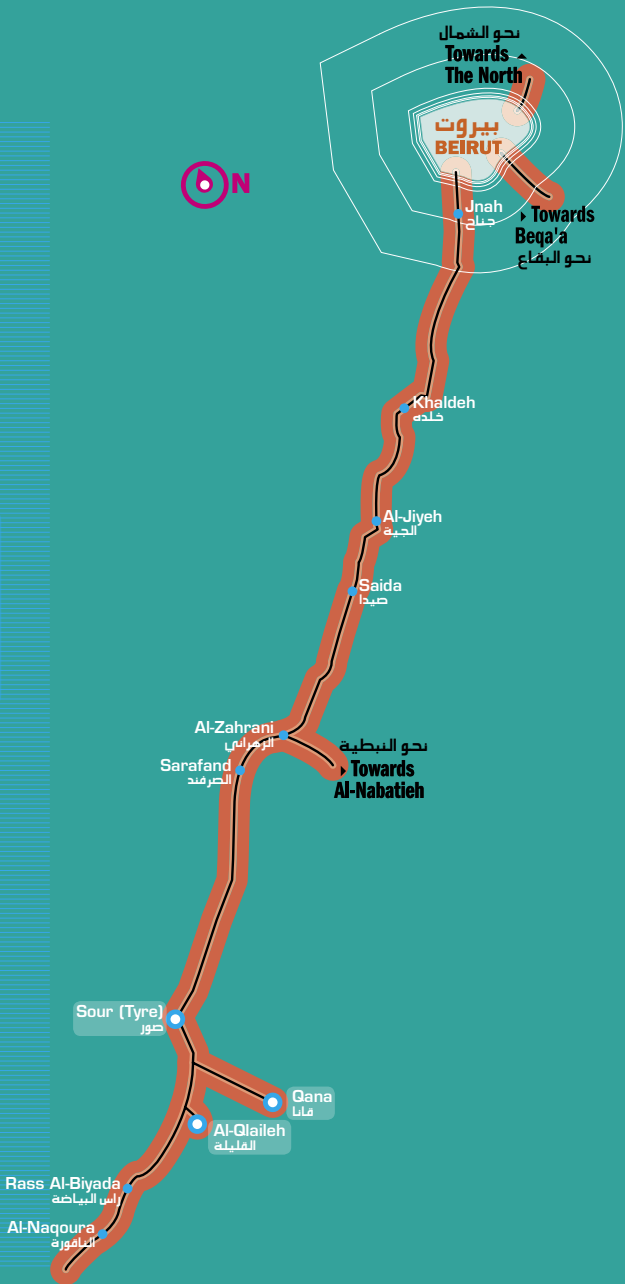 نحو الشمال
Towards
The North
بيروت
BEIRUT
N
Jnah
جناح
Towards
Beqa'a
نحو البقاع
Khaldeh
خلده
Al-Jiyeh
الجية
Saida
صيدا
Al-Zahrani
الزهراني
نحو النبطية
Towards
Al-Nabatieh
Sarafand
الصرفند
Sour (Tyre)
صور
Qana
قانا
Al-Qlaileh
القليلة
Rass Al-Biyada
راس البياضة
Al-Naqoura
الناقورة